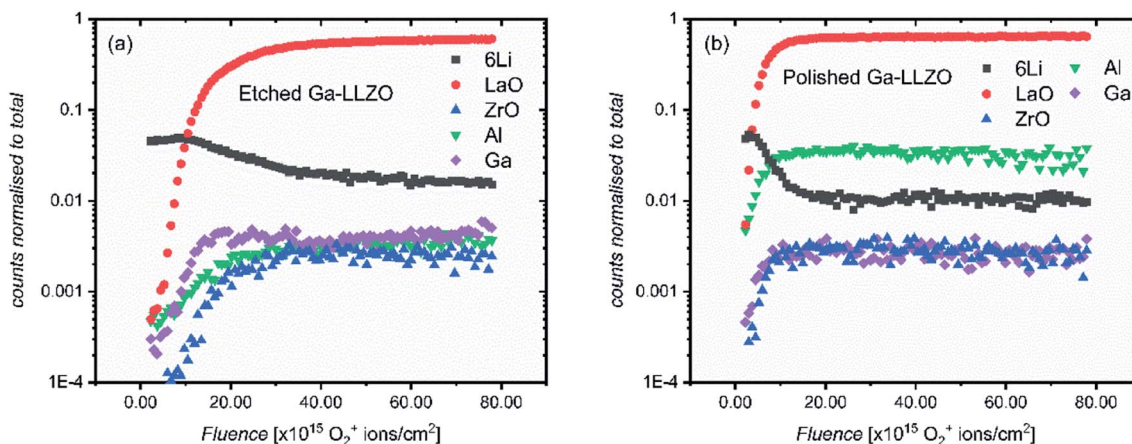 (a)
Etched Ga-LLZO
6Li
LaO
ZrO
Al
Ga
counts normalised to total
1
0.1
0.01
0.001
1E-4
0.00 20.00 40.00 60.00 80.00
Fluence [x10¹⁵ O₂⁺ ions/cm²]
(b)
Polished Ga-LLZO
6Li Al
LaO Ga
ZrO
counts normalised to total
1
0.1
0.01
0.001
1E-4
0.00 20.00 40.00 60.00 80.00
Fluence [x10¹⁵ O₂⁺ ions/cm²]